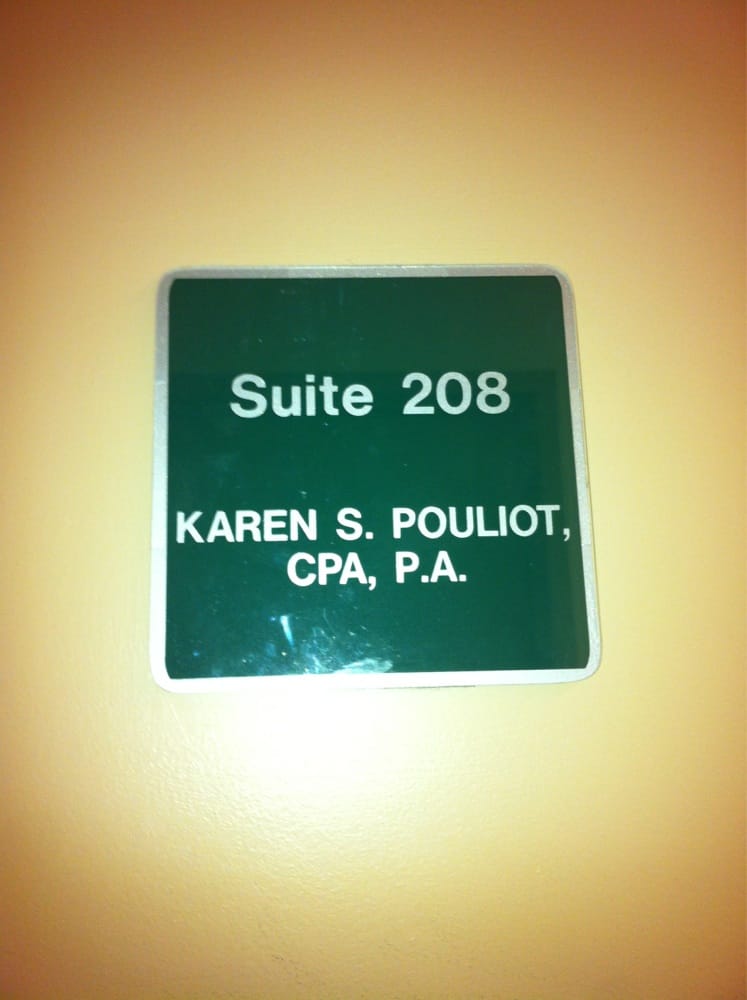 Suite 208
KAREN S. POULIOT,
CPA, P.A.